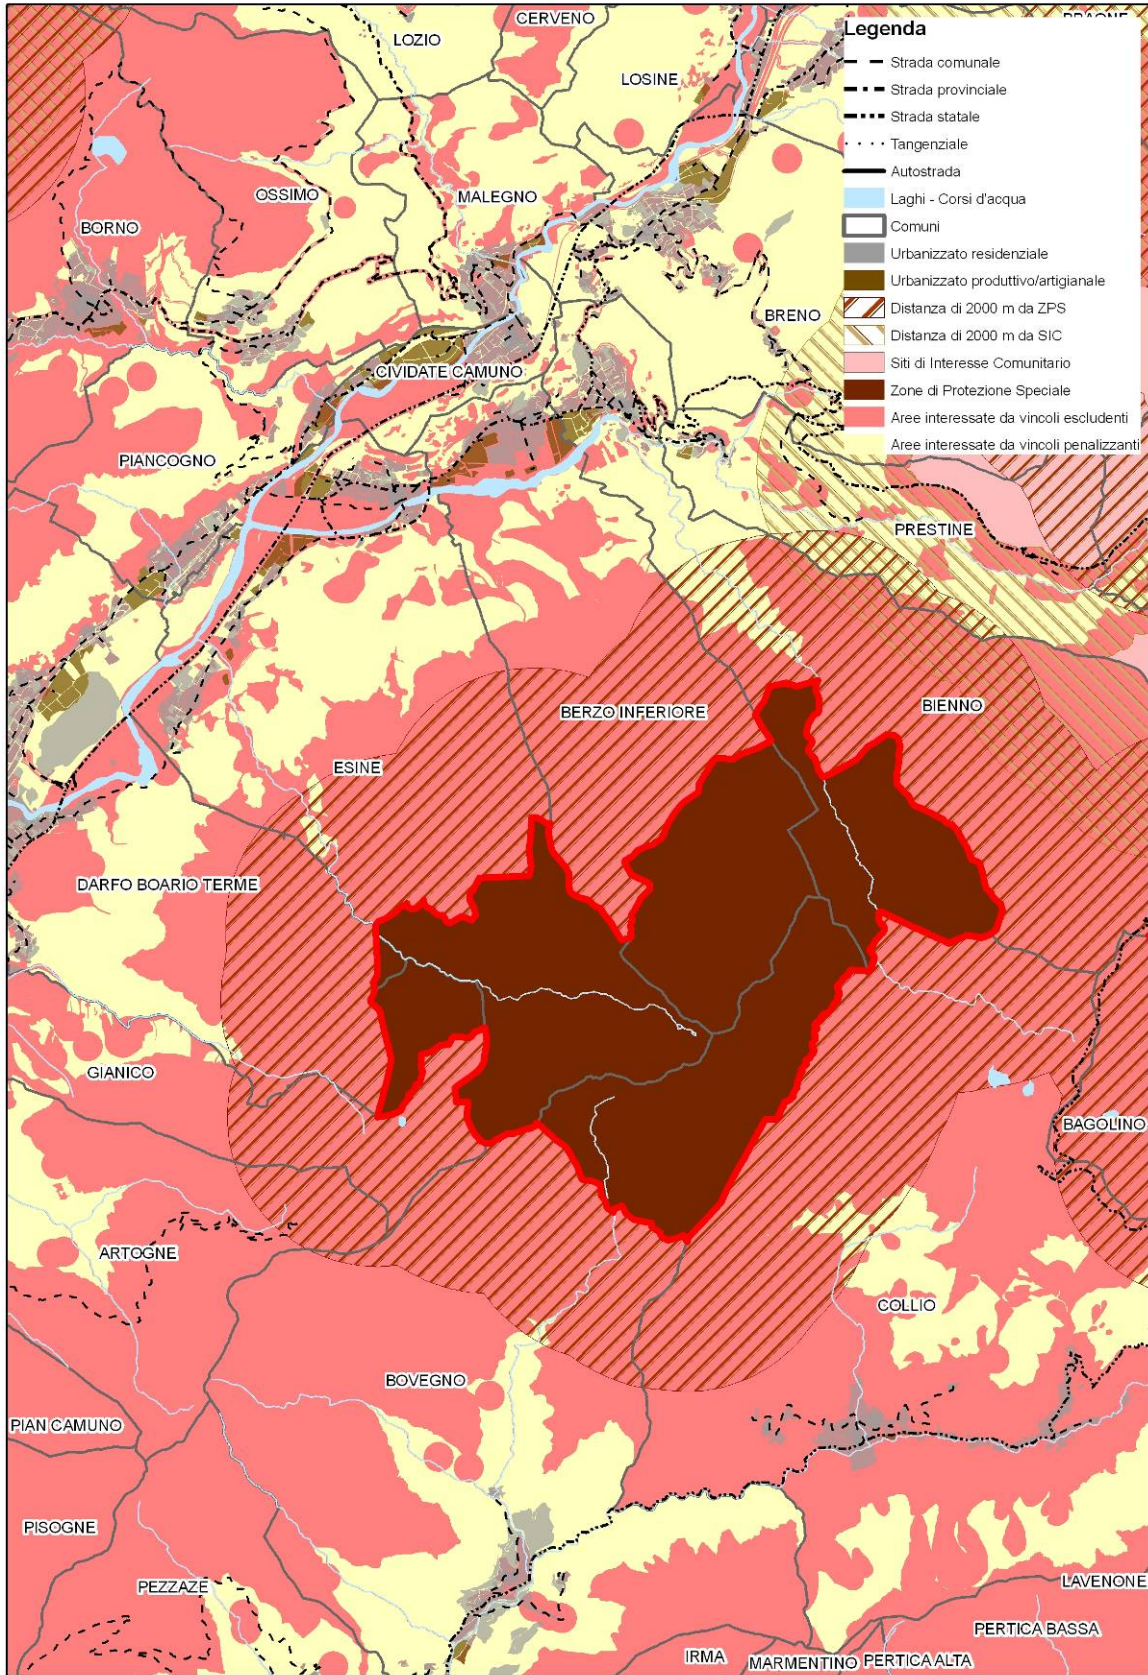 CERVENO
BRAONE
LOZIO
Legenda
Strada comunale
Strada provinciale
Strada statale
Tangenziale
Autostrada
Laghi - Corsi d'acqua
Comuni
Urbanizzato residenziale
Urbanizzato produttivo/artigianale
Distanza di 2000 m da ZPS
Distanza di 2000 m da SIC
Siti di Interesse Comunitario
Zone di Protezione Speciale
Aree interessate da vincoli escludenti
Aree interessate da vincoli penalizzanti
LOSINE
OSSIMO
MALEGNO
BORNO
BRENO
CIVIDATE CAMUNO
PIANCOGNO
PRESTINE
BERZO INFERIORE
BIENNO
ESINE
DARFO BOARIO TERME
GIANICO
BAGOLINO
ARTOGNE
COLLIO
BOVEGNO
PIAN CAMUNO
PISOGNE
PEZZAZE
LAVENONE
PERTICA BASSA
IRMA
MARMENTINO
PERTICA ALTA